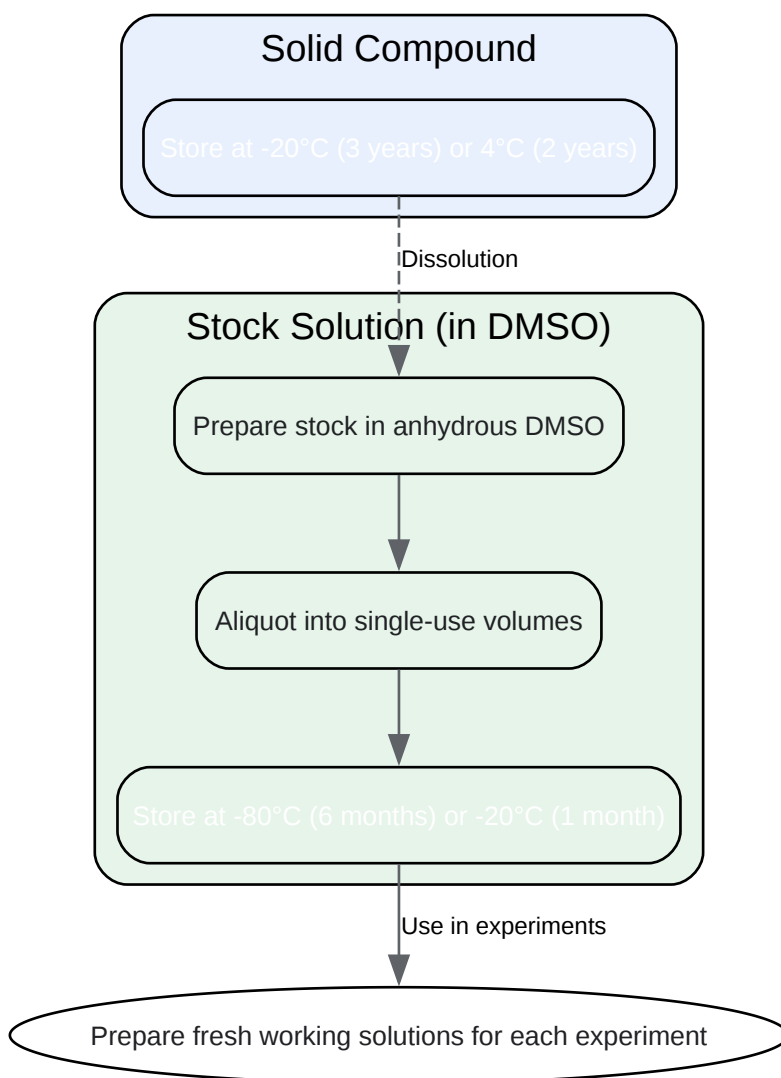 Solid Compound
Store at -20°C (3 years) or 4°C (2 years)
Dissolution
Stock Solution (in DMSO)
Prepare stock in anhydrous DMSO
Aliquot into single-use volumes
Store at -80°C (6 months) or -20°C (1 month)
Use in experiments
Prepare fresh working solutions for each experiment